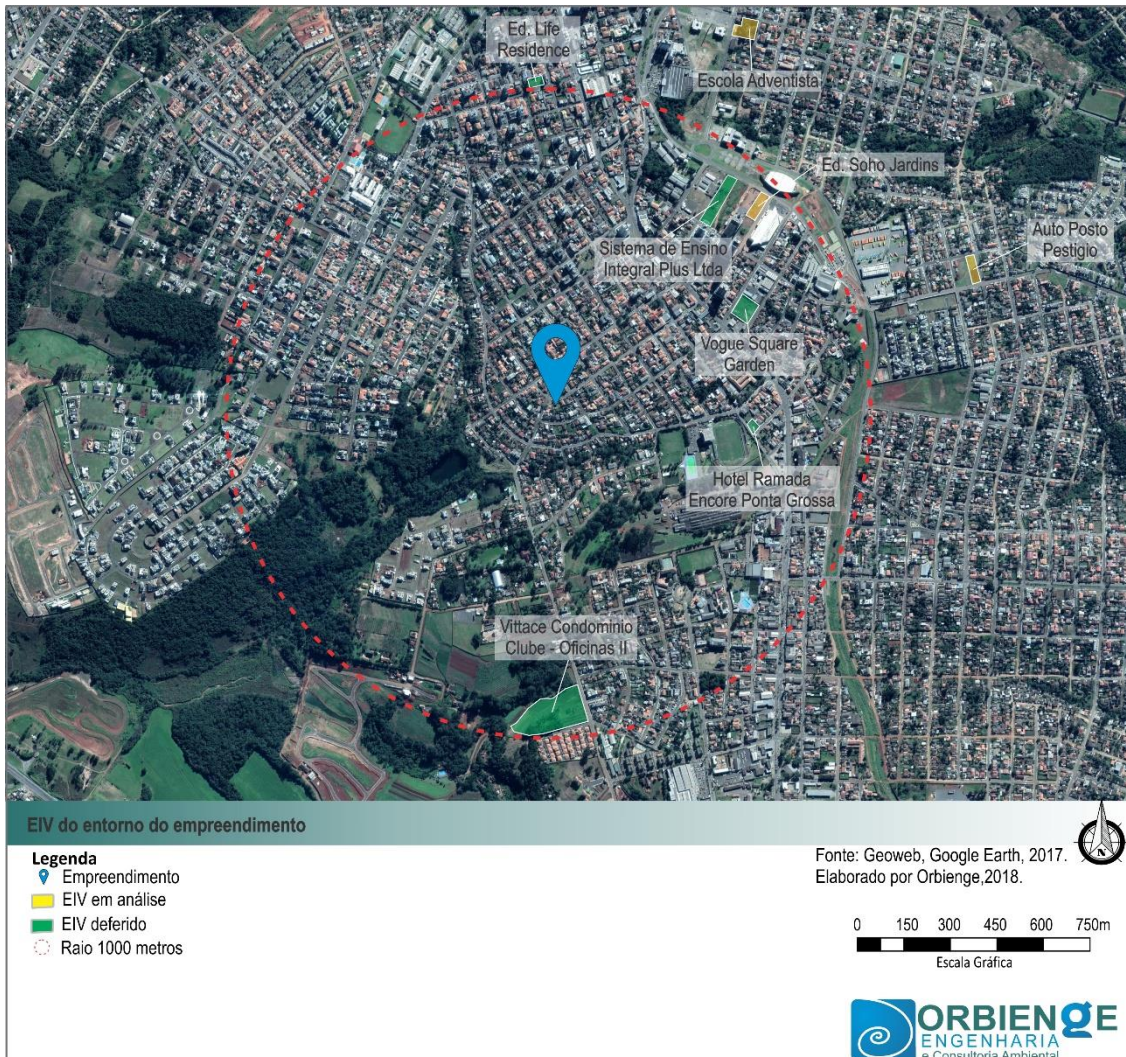 Ed. Life
Residence
Escola Adventista
Ed. Soho Jardins
Auto Posto
Pestigio
Sistema de Ensino
Integral Plus Ltda
Vogue Square
Garden
Hotel Ramada
Encore Ponta Grossa
Vittace Condominio
Clube - Oficinas II
EIV do entorno do empreendimento
N
Legenda
Empreendimento
EIV em análise
EIV deferido
Raio 1000 metros
Fonte: Geoweb, Google Earth, 2017.
Elaborado por Orbienge,2018.
0 150 300 450 600 750m
Escala Gráfica
ORBIENGE
ENGENHARIA
e Consultoria Ambiental